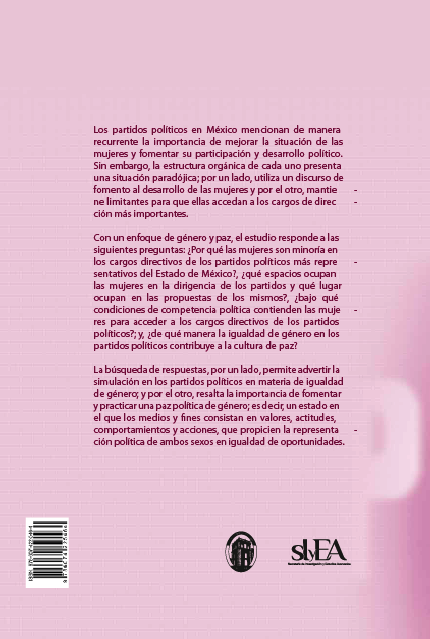 Los partidos políticos en México mencionan de manera
recurrente la importancia de mejorar la situación de las
mujeres y fomentar su participación y desarrollo político.
Sin embargo, la estructura orgánica de cada uno presenta
una situación paradójica; por un lado, utiliza un discurso de
fomento al desarrollo de las mujeres y por el otro, mantie -
ne limitantes para que ellas accedan a los cargos de direc -
ción más importantes.
Con un enfoque de género y paz, el estudio responde a las
siguientes preguntas: ¿Por qué las mujeres son minoría en
los cargos directivos de los partidos políticos más repre -
sentativos del Estado de México?, ¿qué espacios ocupan
las mujeres en la dirigencia de los partidos y qué lugar
ocupan en las propuestas de los mismos?, ¿bajo qué
condiciones de competencia política contienden las muje -
res para acceder a los cargos directivos de los partidos
políticos?; y, ¿de qué manera la igualdad de género en los
partidos políticos contribuye a la cultura de paz?
La búsqueda de respuestas, por un lado, permite advertir la
simulación en los partidos políticos en materia de igualdad
de género; y por el otro, resalta la importancia de fomentar
y practicar una paz política de género; es decir, un estado en
el que los medios y fines consistan en valores, actitudes,
comportamientos y acciones, que propicien la representa -
ción política de ambos sexos en igualdad de oportunidades.
sIyEA
Secretaría de Investigación y Estudios Avanzados